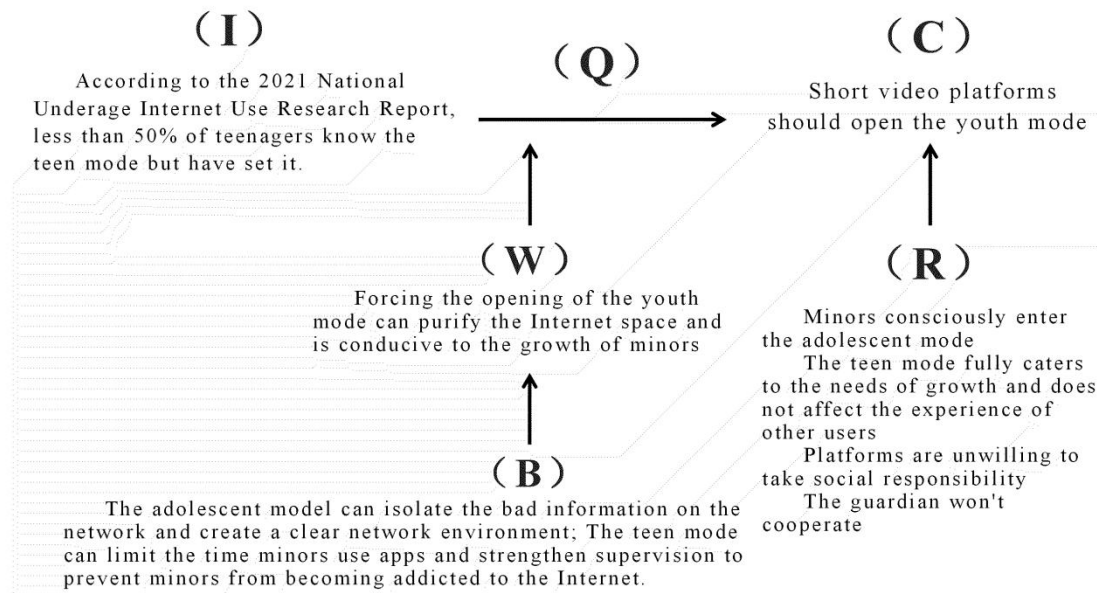 (I)
According to the 2021 National
Underage Internet Use Research Report,
less than 50% of teenagers know the
teen mode but have set it.
(Q)
(C)
Short video platforms
should open the youth mode
(W)
Forcing the opening of the youth
mode can purify the Internet space and
is conducive to the growth of minors
(R)
Minors consciously enter
the adolescent mode
The teen mode fully caters
to the needs of growth and does
not affect the experience of
other users
Platforms are unwilling to
take social responsibility
The guardian won't
cooperate
(B)
The adolescent model can isolate the bad information on the
network and create a clear network environment; The teen mode
can limit the time minors use apps and strengthen supervision to
prevent minors from becoming addicted to the Internet.